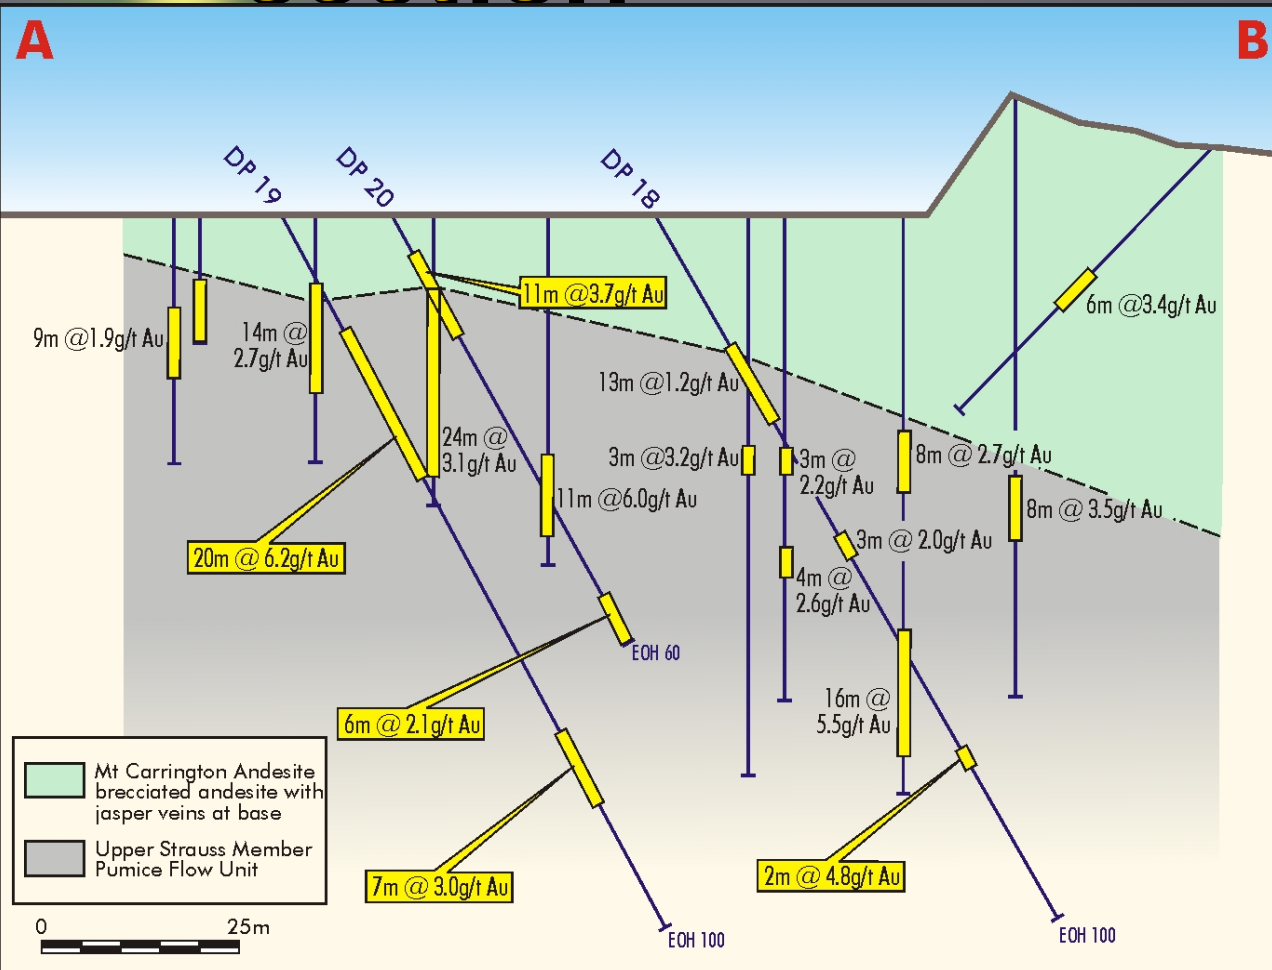 section
A
B
DP 19
DP 20
DP 18
11m @3.7g/t Au
6m @3.4g/t Au
9m @1.9g/t Au
14m @
2.7g/t Au
13m @1.2g/t Au
24m @
3.1g/t Au
3m @3.2g/t Au
3m @
2.2g/t Au
8m @ 2.7g/t Au
11m @6.0g/t Au
8m @ 3.5g/t Au
20m @ 6.2g/t Au
3m @ 2.0g/t Au
4m @
2.6g/t Au
EOH 60
6m @ 2.1g/t Au
16m @
5.5g/t Au
Mt Carrington Andesite
brecciated andesite with
jasper veins at base
Upper Strauss Member
Pumice Flow Unit
7m @ 3.0g/t Au
2m @ 4.8g/t Au
0 25m
EOH 100
EOH 100